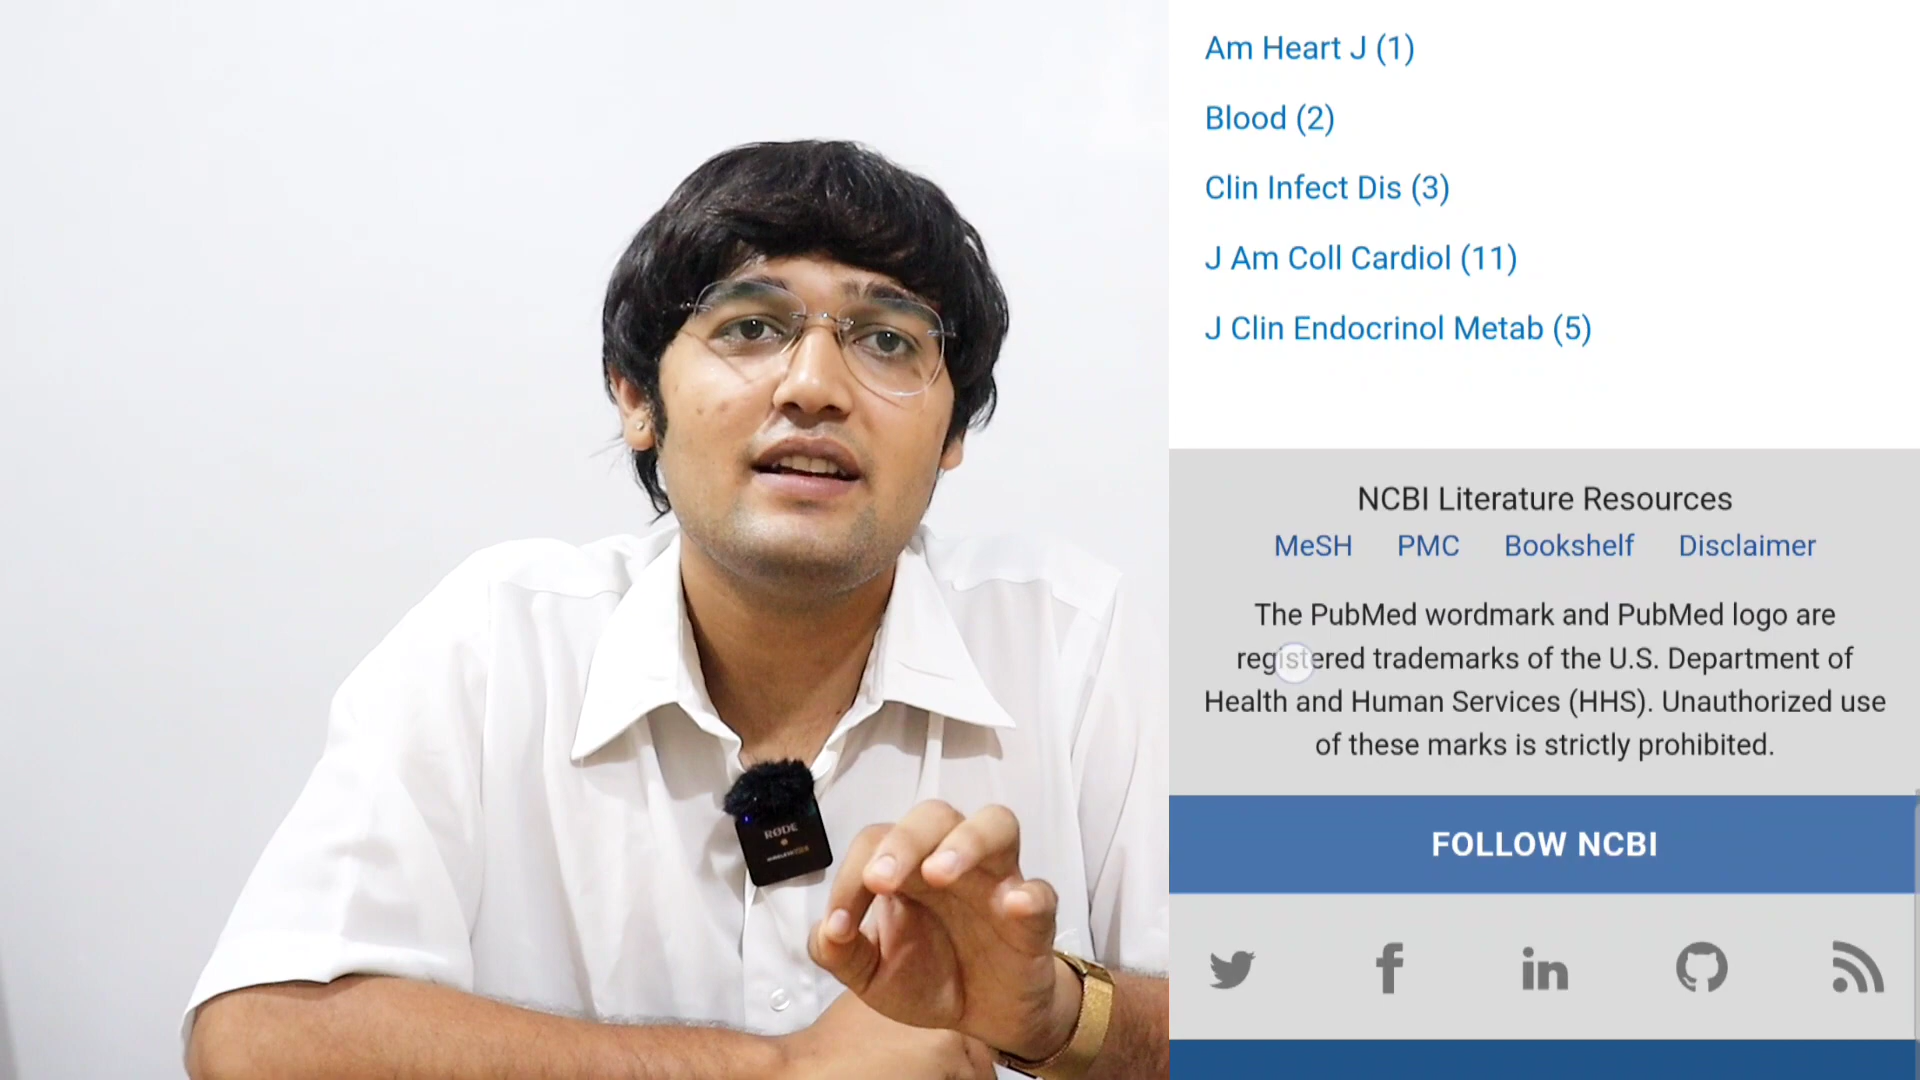 Am Heart J (1)
Blood (2)
Clin Infect Dis (3)
J Am Coll Cardiol (11)
J Clin Endocrinol Metab (5)
NCBI Literature Resources
MeSH PMC Bookshelf Disclaimer
The PubMed wordmark and PubMed logo are
registered trademarks of the U.S. Department of
Health and Human Services (HHS). Unauthorized use
of these marks is strictly prohibited.
FOLLOW NCBI
RØDE